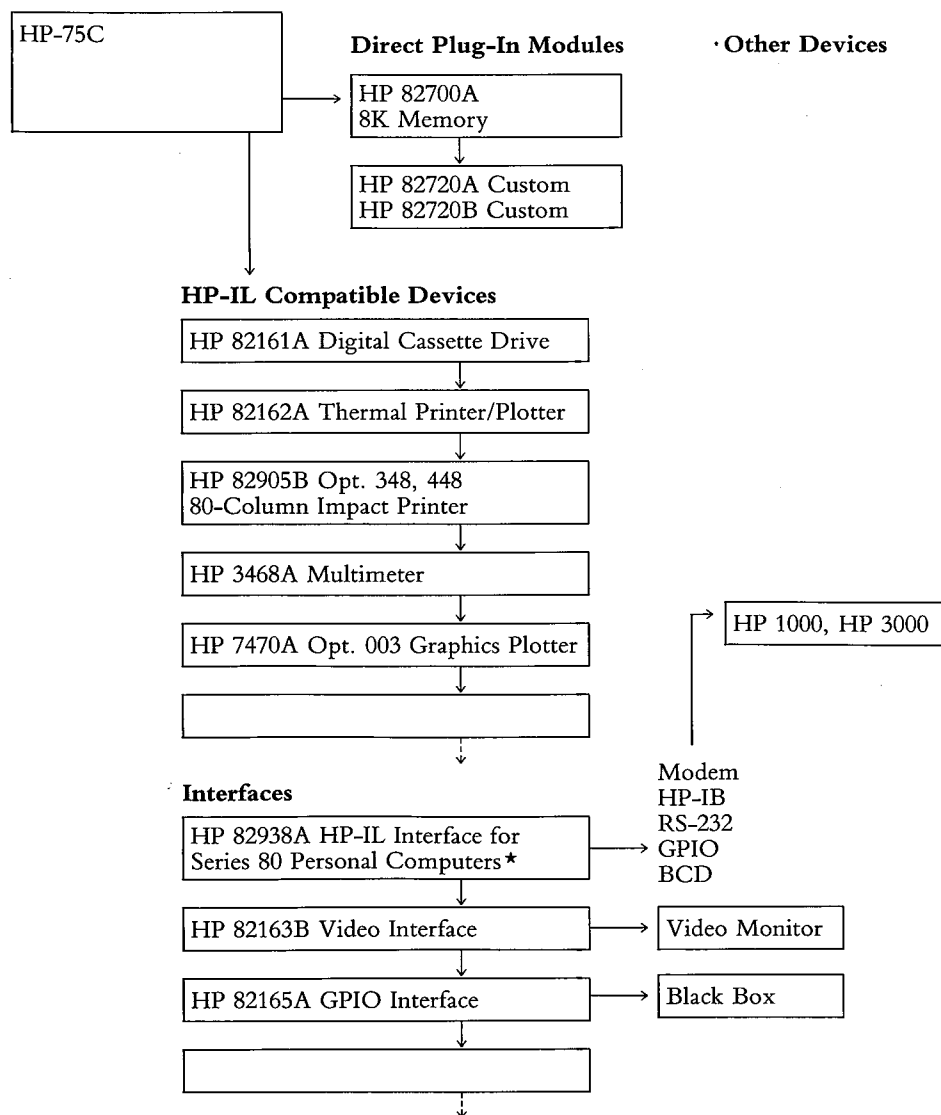 HP-75C
Direct Plug-In Modules
Other Devices
HP 82700A
8K Memory
HP 82720A Custom
HP 82720B Custom
HP-IL Compatible Devices
HP 82161A Digital Cassette Drive
HP 82162A Thermal Printer/Plotter
HP 82905B Opt. 348, 448
80-Column Impact Printer
HP 3468A Multimeter
HP 7470A Opt. 003 Graphics Plotter
HP 1000, HP 3000
Modem
HP-IB
RS-232
GPIO
BCD
Interfaces
HP 82938A HP-IL Interface for
Series 80 Personal Computers★
HP 82163B Video Interface
Video Monitor
HP 82165A GPIO Interface
Black Box